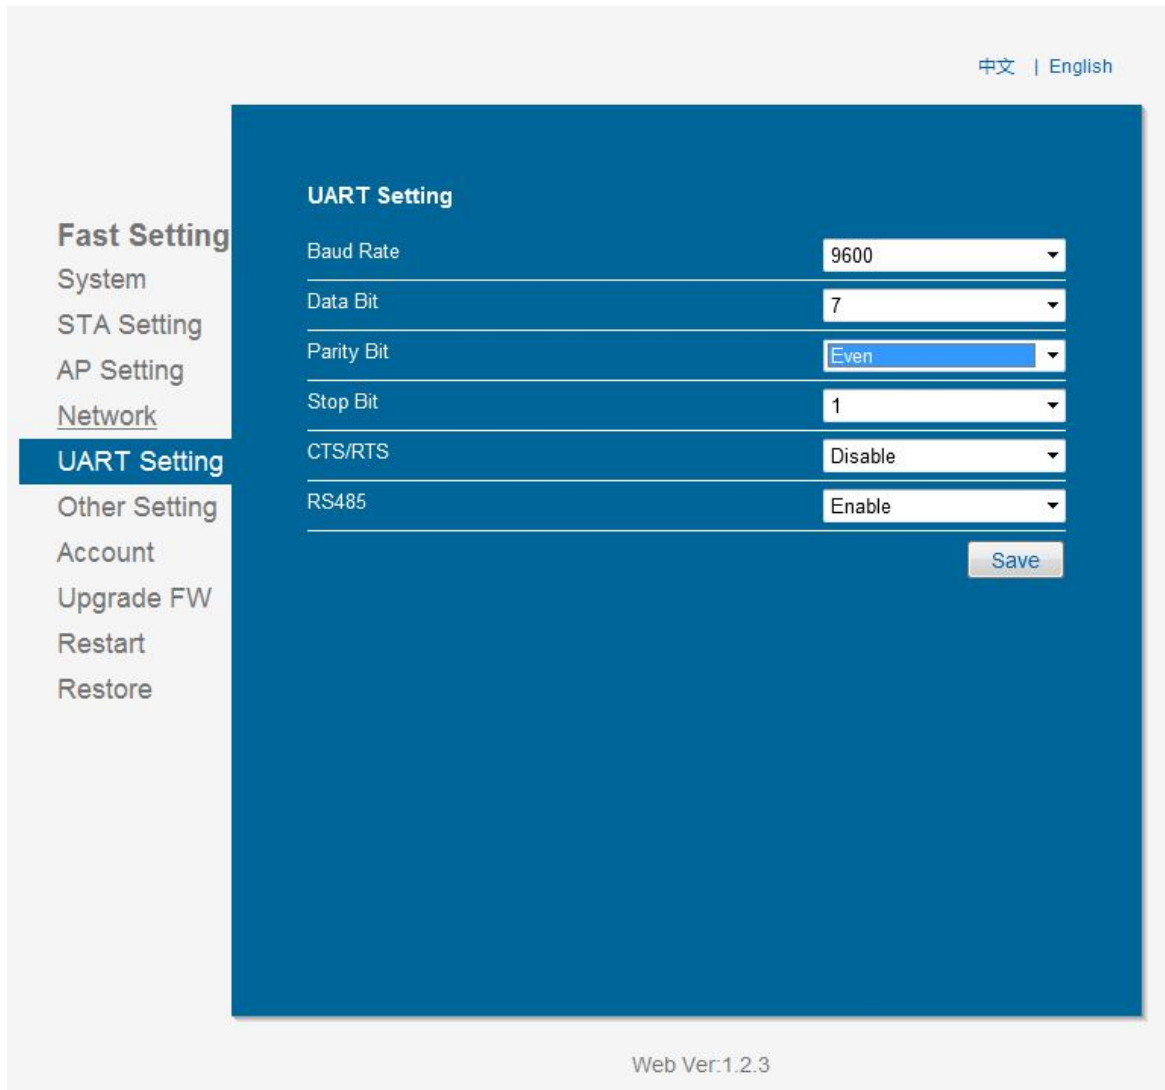 中文 | English
Fast Setting
System
STA Setting
AP Setting
Network
UART Setting
Other Setting
Account
Upgrade FW
Restart
Restore
UART Setting
Baud Rate 9600
Data Bit 7
Parity Bit Even
Stop Bit 1
CTS/RTS Disable
RS485 Enable
Save
Web Ver:1.2.3